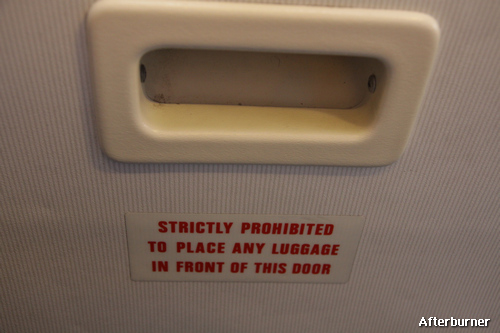 STRICTLY PROHIBITED
TO PLACE ANY LUGGAGE
IN FRONT OF THIS DOOR
Afterburner